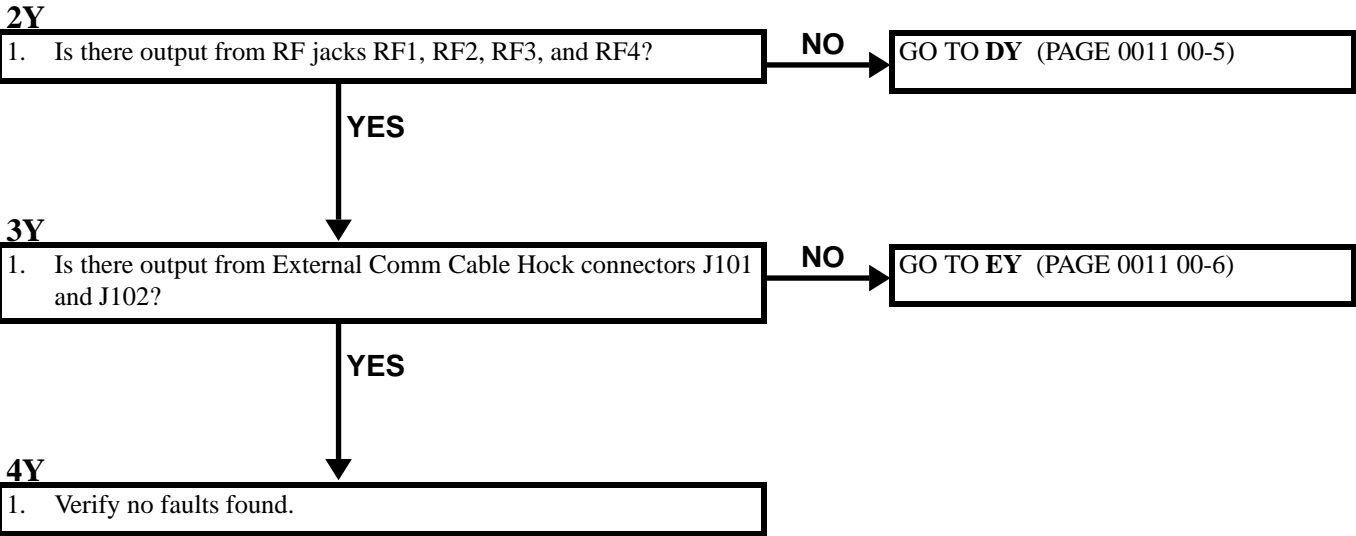 2Y
1. Is there output from RF jacks RF1, RF2, RF3, and RF4?
NO
GO TO DY (PAGE 0011 00-5)
YES
3Y
1. Is there output from External Comm Cable Hock connectors J101
and J102?
NO
GO TO EY (PAGE 0011 00-6)
YES
4Y
1. Verify no faults found.